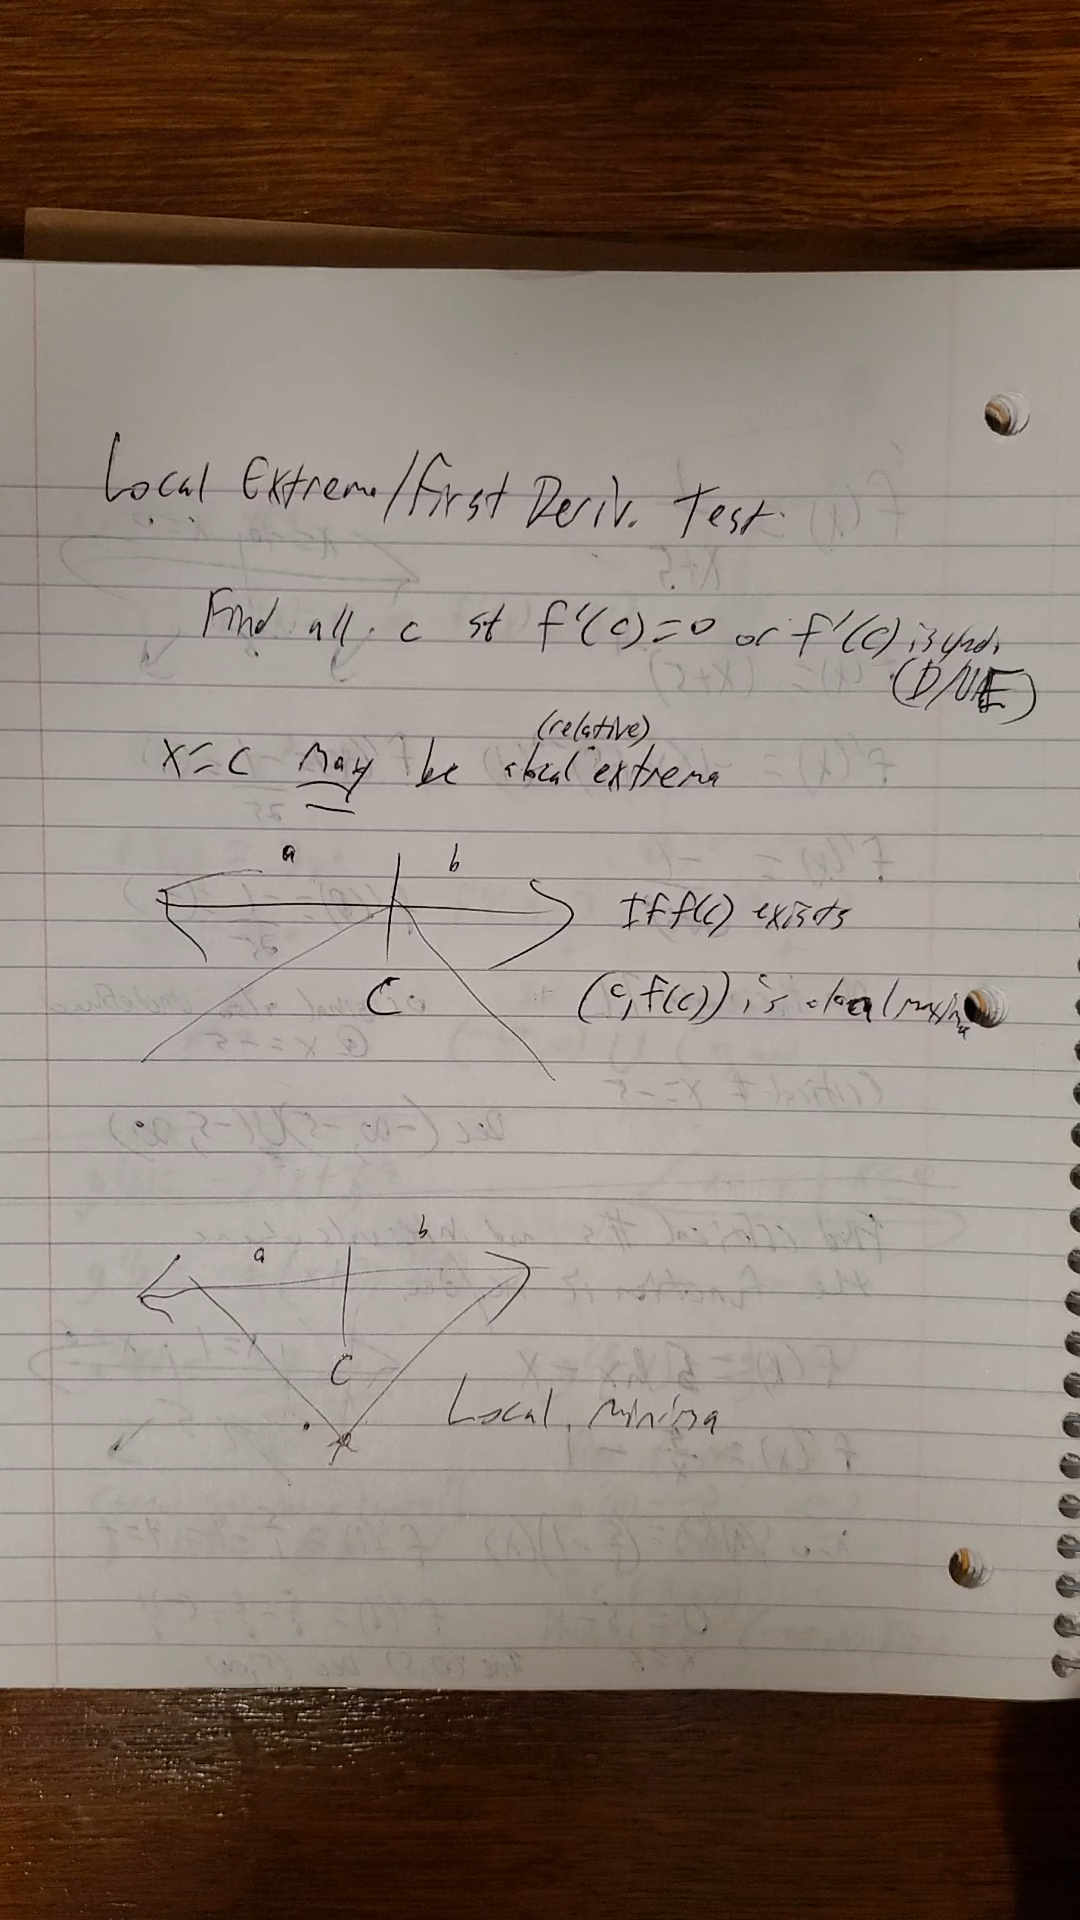 Local Extrema/First Deriv. Test
Find all c st f'(c)=0 or f'(c) is und.
(DNE)
(relative)
x=c May be a local extrema
a b
If f(c) exists
C
(c, f(c)) is a local maxima
a b
C
Local minima